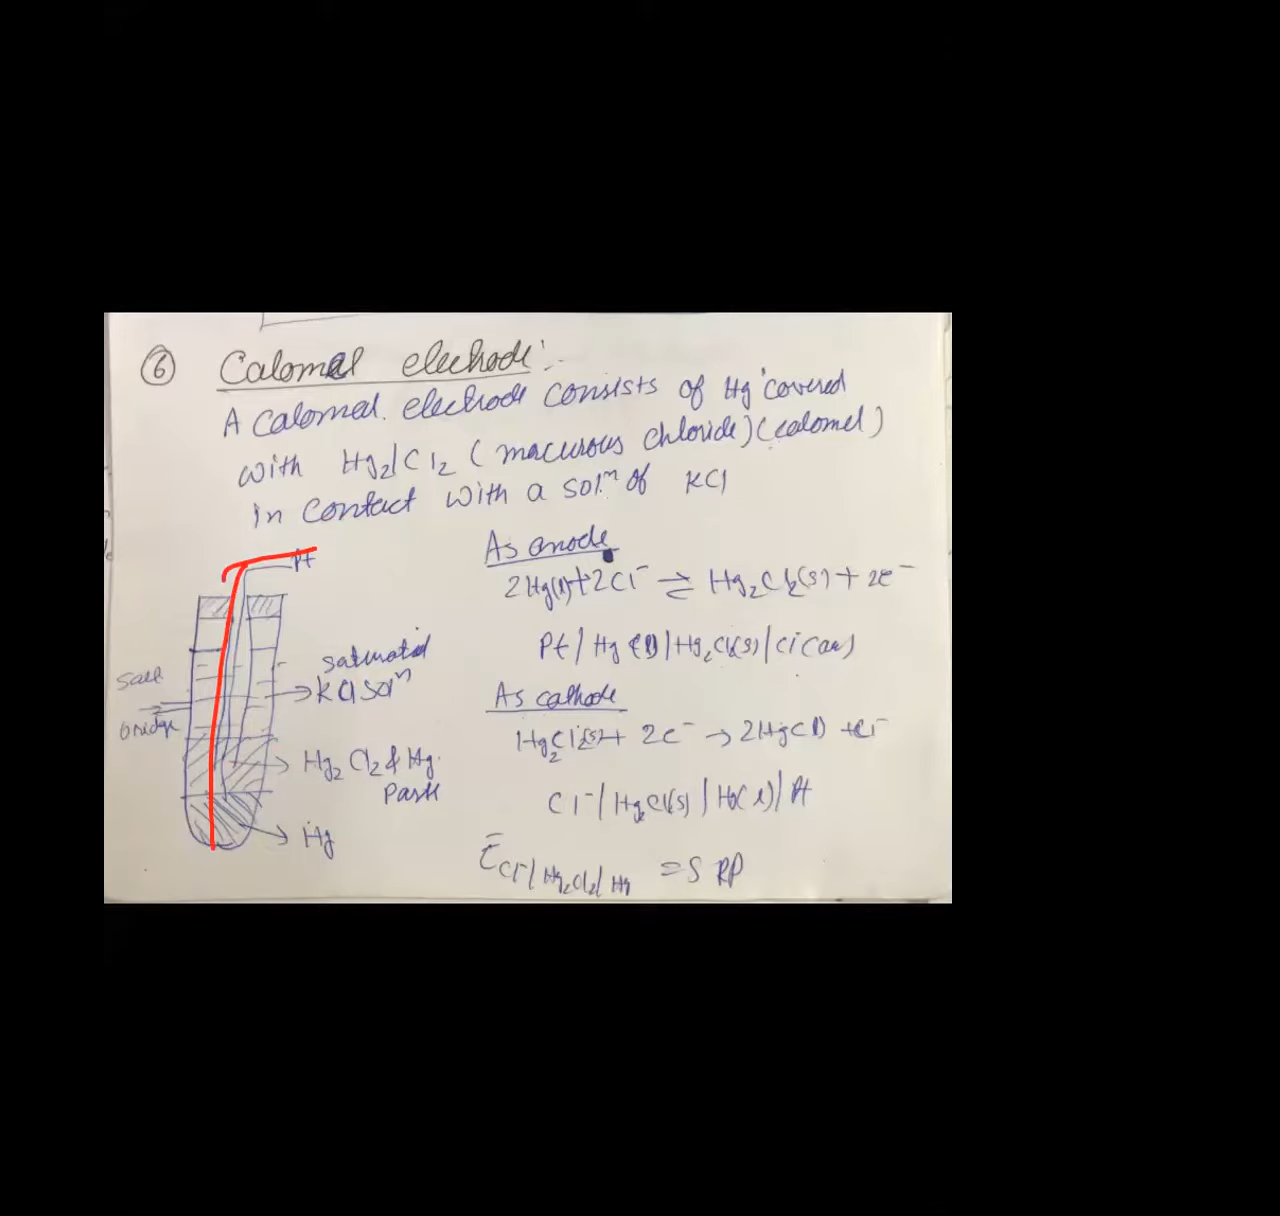 6 Calomel electrode:-
A calomel electrode consists of Hg covered
with Hg2Cl2 (macurous chloride) (calomel)
in contact with a soln of KCl
Pt
saturated
KCl soln
Salt
bridge
Hg2Cl2 & Hg
Paste
Hg
As anode
2Hg(l)+2Cl- ⇌ Hg2Cl2(s) + 2e-
Pt / Hg (l) / Hg2Cl2(s) / Cl-(aq)
As cathode
Hg2Cl2(s) + 2e- → 2Hg(l) + Cl-
Cl- / Hg2Cl2(s) / Hg(l) / Pt
E Cl-/Hg2Cl2/Hg = SRP